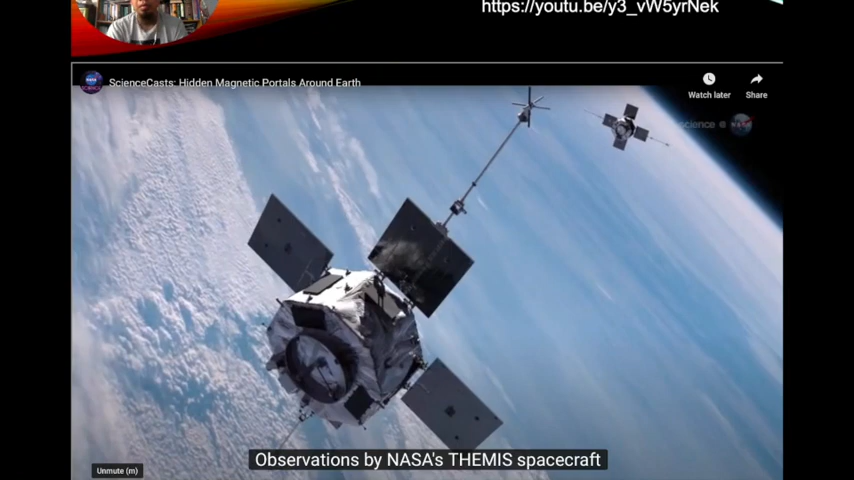 https://youtu.be/y3_vW5yrNek
ScienceCasts: Hidden Magnetic Portals Around Earth
Watch later
Share
science @
Observations by NASA's THEMIS spacecraft
Unmute (m)